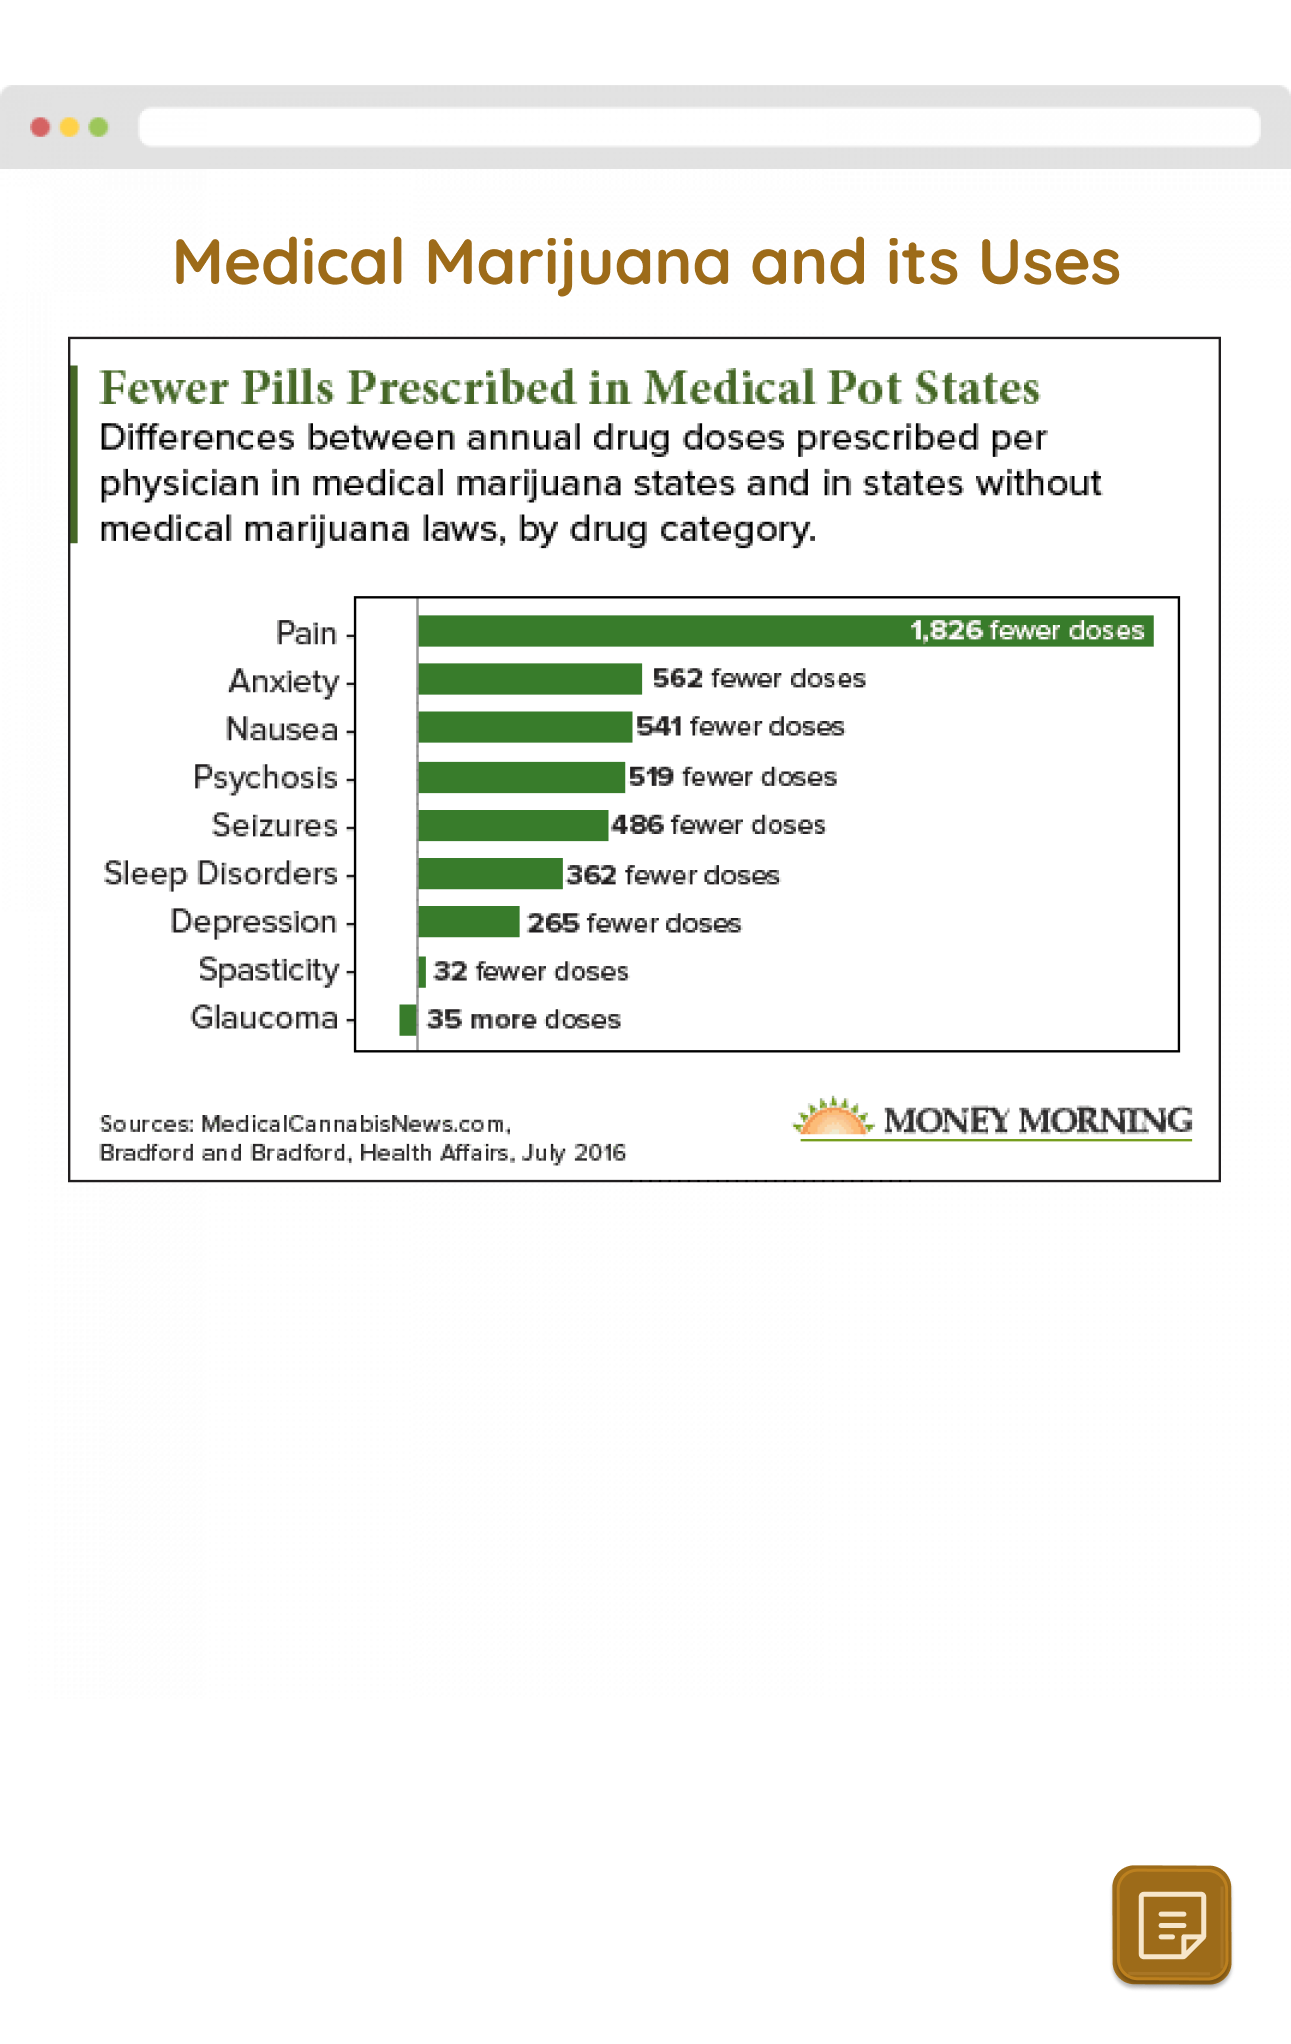 Medical Marijuana and its Uses
Fewer Pills Prescribed in Medical Pot States
Differences between annual drug doses prescribed per
physician in medical marijuana states and in states without
medical marijuana laws, by drug category.
Pain 1,826 fewer doses
Anxiety 562 fewer doses
Nausea 541 fewer doses
Psychosis 519 fewer doses
Seizures 486 fewer doses
Sleep Disorders 362 fewer doses
Depression 265 fewer doses
Spasticity 32 fewer doses
Glaucoma 35 more doses
Sources: MedicalCannabisNews.com,
Bradford and Bradford, Health Affairs, July 2016
MONEY MORNING